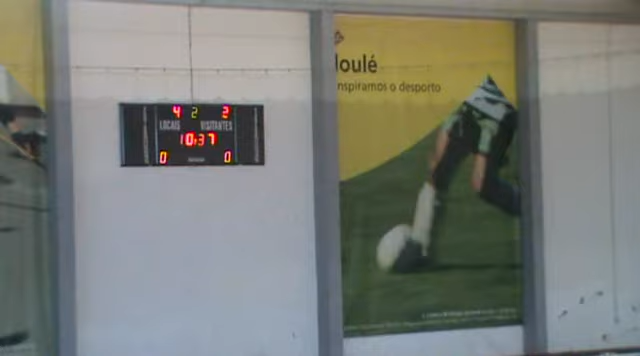 4 2 2
LOCAIS VISITANTES
10:37
0 0
loulé
inspiramos o desporto